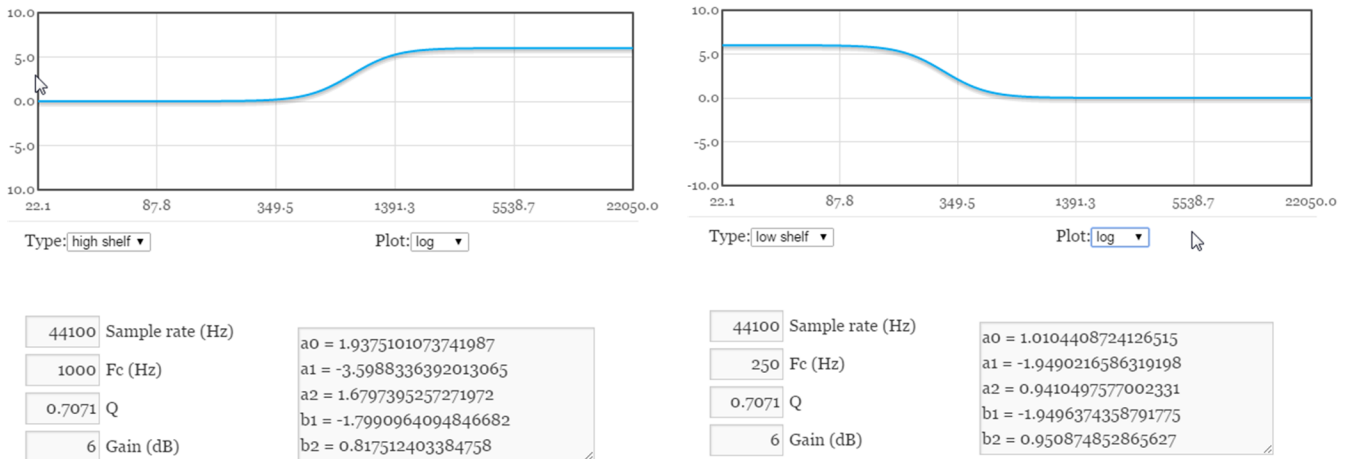 10.0
5.0
0.0
-5.0
10.0
22.1 87.8 349.5 1391.3 5538.7 22050.0
Type: high shelf Plot: log
44100 Sample rate (Hz)
1000 Fc (Hz)
0.7071 Q
6 Gain (dB)
a0 = 1.9375101073741987
a1 = -3.5988336392013065
a2 = 1.6797395257271972
b1 = -1.7990964094846682
b2 = 0.817512403384758
10.0
5.0
0.0
-5.0
-10.0
22.1 87.8 349.5 1391.3 5538.7 22050.0
Type: low shelf Plot: log
44100 Sample rate (Hz)
250 Fc (Hz)
0.7071 Q
6 Gain (dB)
a0 = 1.0104408724126515
a1 = -1.9490216586319198
a2 = 0.9410497577002331
b1 = -1.9496374358791775
b2 = 0.950874852865627